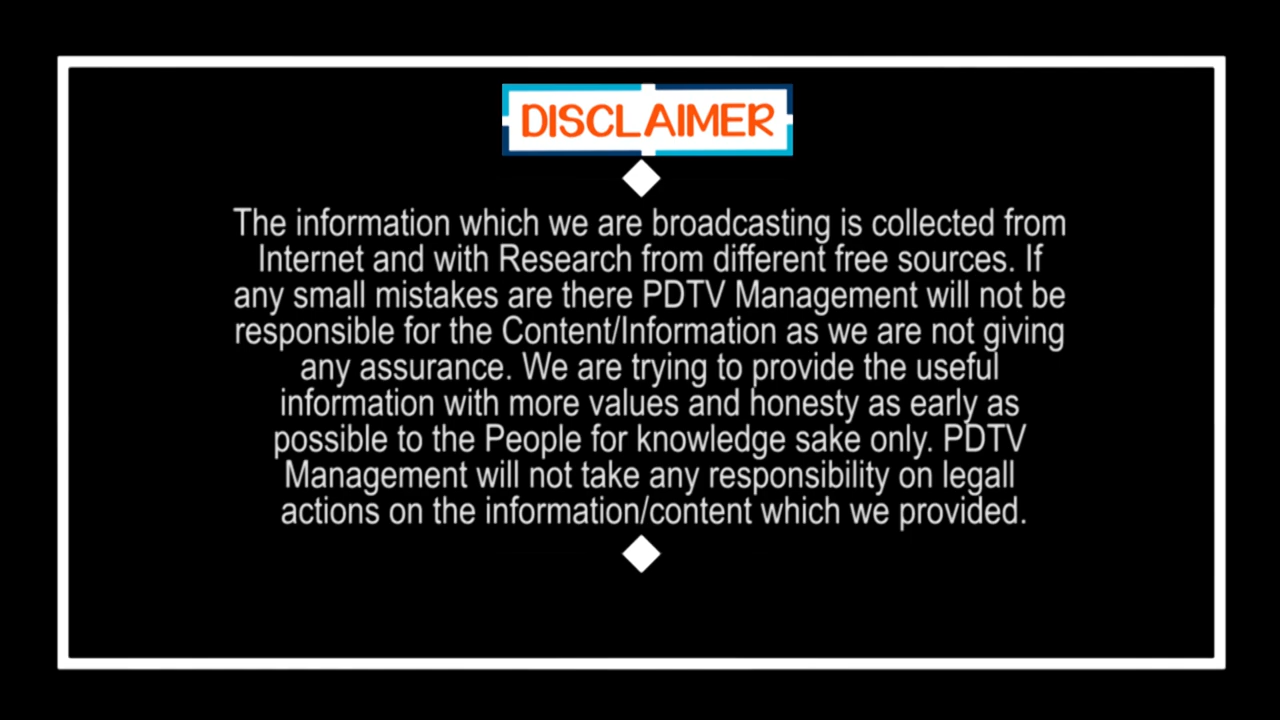 DISCLAIMER
The information which we are broadcasting is collected from
Internet and with Research from different free sources. If
any small mistakes are there PDTV Management will not be
responsible for the Content/Information as we are not giving
any assurance. We are trying to provide the useful
information with more values and honesty as early as
possible to the People for knowledge sake only. PDTV
Management will not take any responsibility on legall
actions on the information/content which we provided.